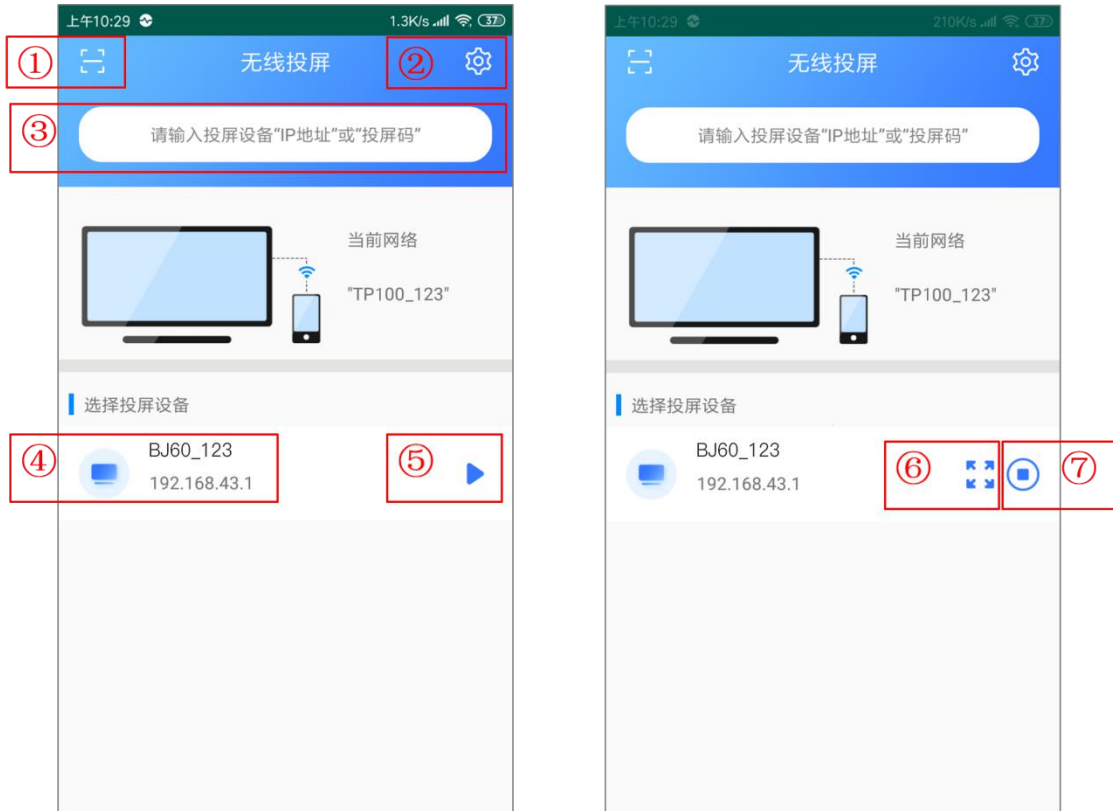 上午10:29 1.3K/s 37
① 无线投屏 ②
③ 请输入投屏设备“IP地址”或“投屏码”
当前网络
"TP100_123"
选择投屏设备
④ BJ60_123 ⑤
192.168.43.1
上午10:29 210K/s 37
无线投屏
请输入投屏设备“IP地址”或“投屏码”
当前网络
"TP100_123"
选择投屏设备
BJ60_123 ⑥ ⑦
192.168.43.1